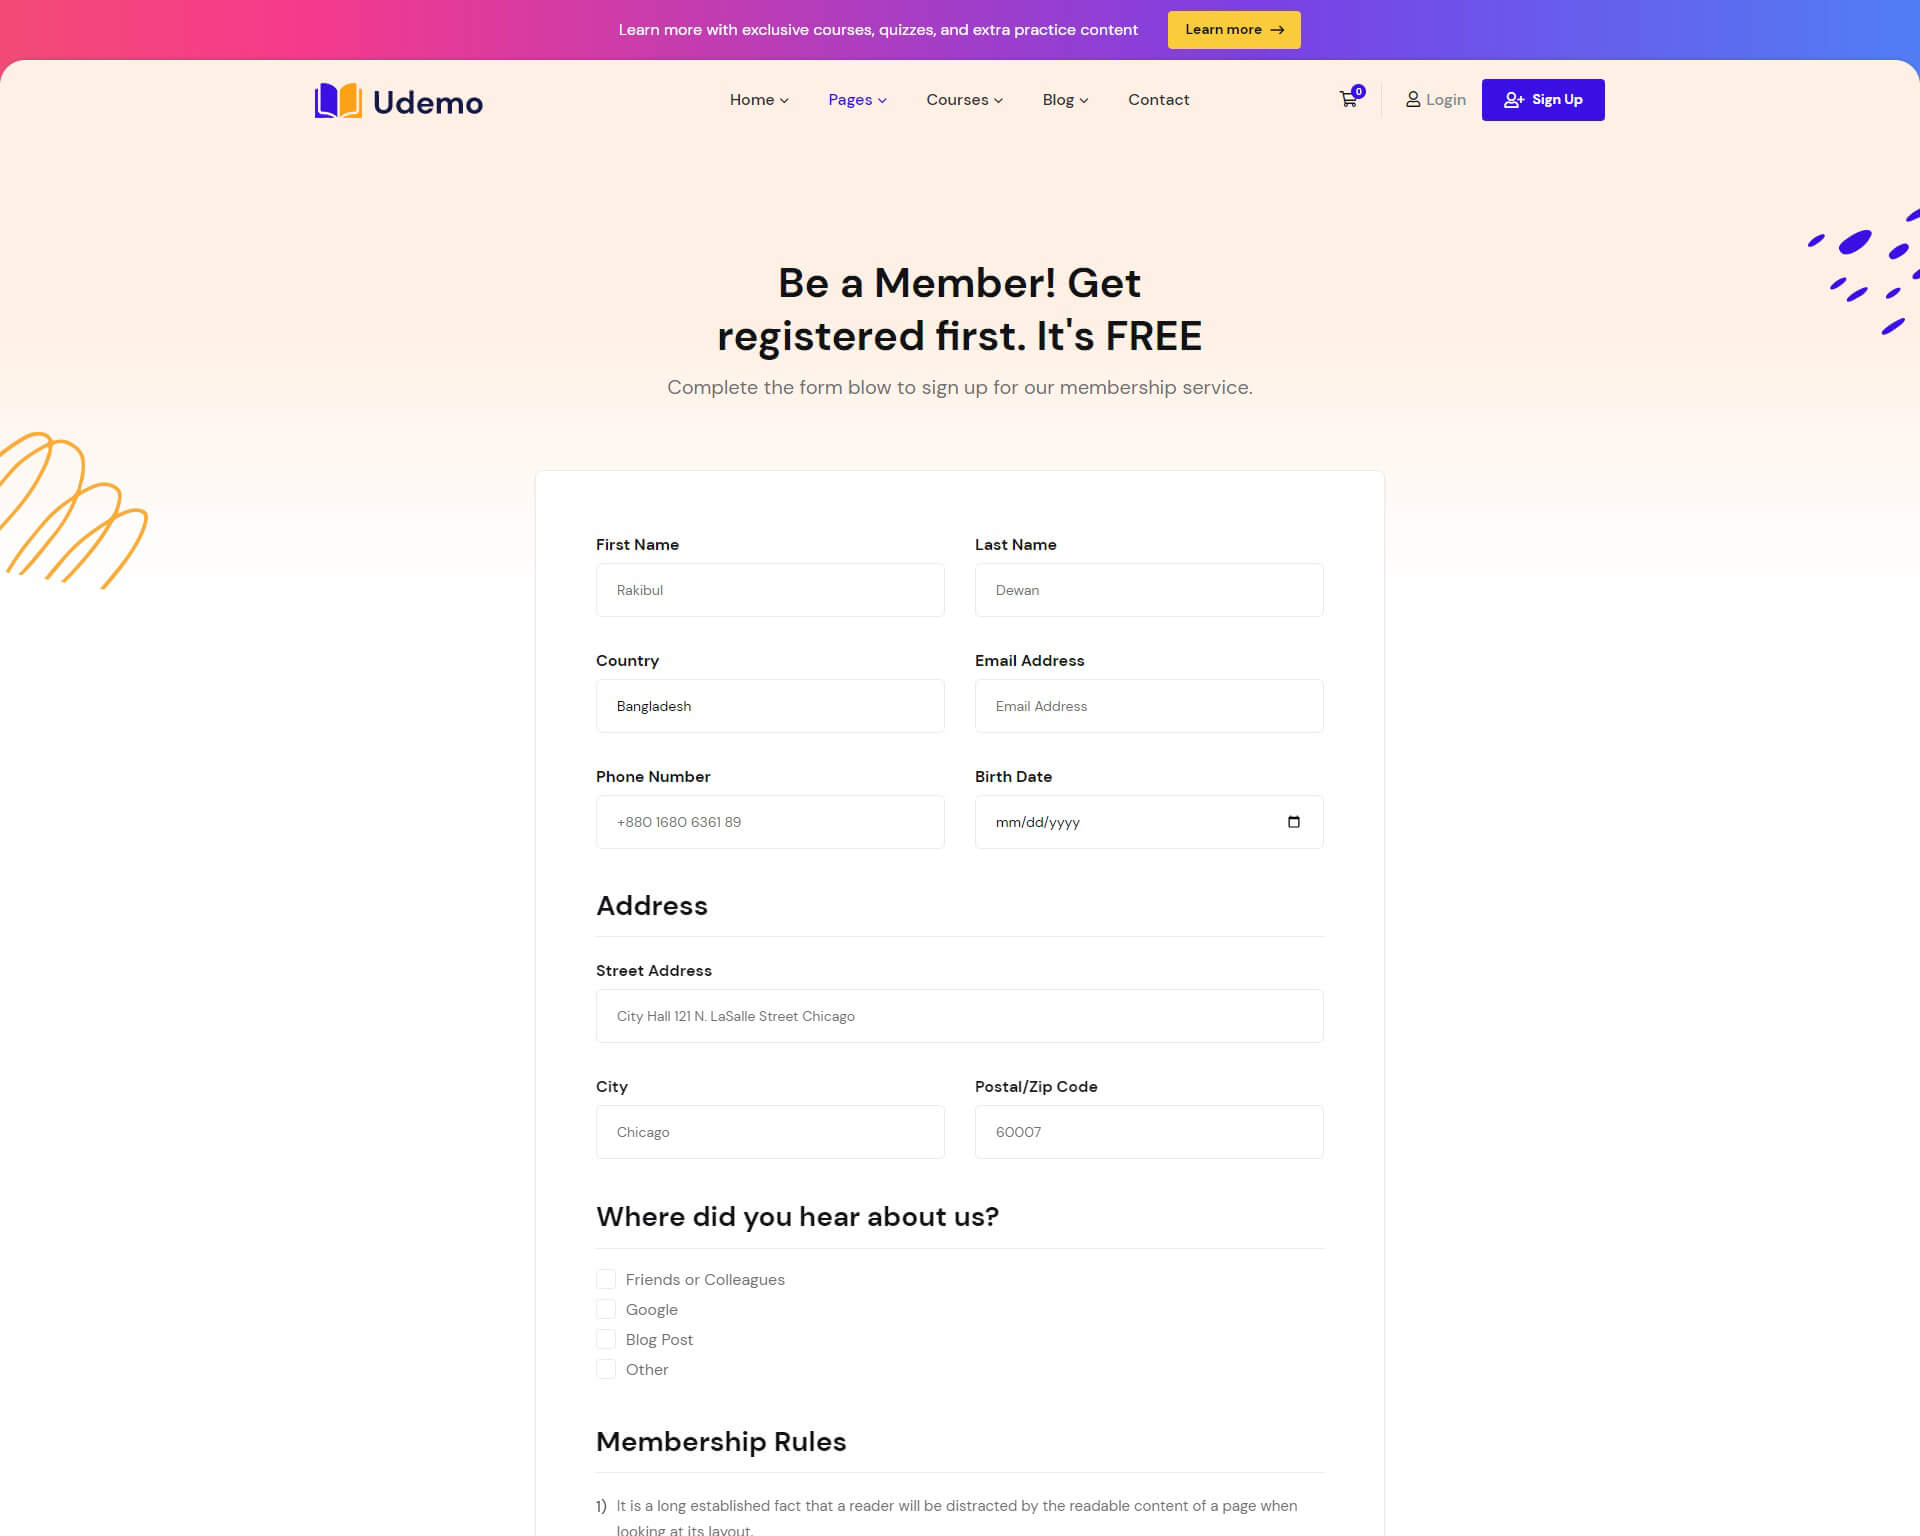 Learn more with exclusive courses, quizzes, and extra practice content
Learn more
Udemo
Home
Pages
Courses
Blog
Contact
0
Login
Sign Up
Be a Member! Get
registered first. It's FREE
Complete the form blow to sign up for our membership service.
First Name
Last Name
Rakibul
Dewan
Country
Email Address
Bangladesh
Email Address
Phone Number
Birth Date
+880 1680 6361 89
mm/dd/yyyy
Address
Street Address
City Hall 121 N. LaSalle Street Chicago
City
Postal/Zip Code
Chicago
60007
Where did you hear about us?
Friends or Colleagues
Google
Blog Post
Other
Membership Rules
1) It is a long established fact that a reader will be distracted by the readable content of a page when
looking at its layout.